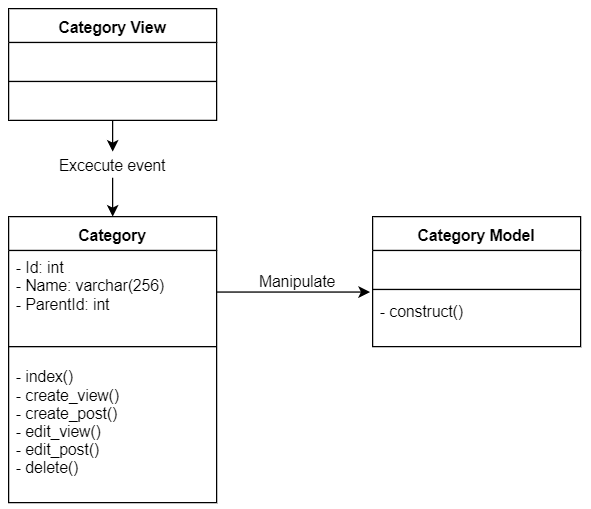 Category View
Excecute event
Category
- Id: int
- Name: varchar(256)
- ParentId: int
- index()
- create_view()
- create_post()
- edit_view()
- edit_post()
- delete()
Manipulate
Category Model
- construct()